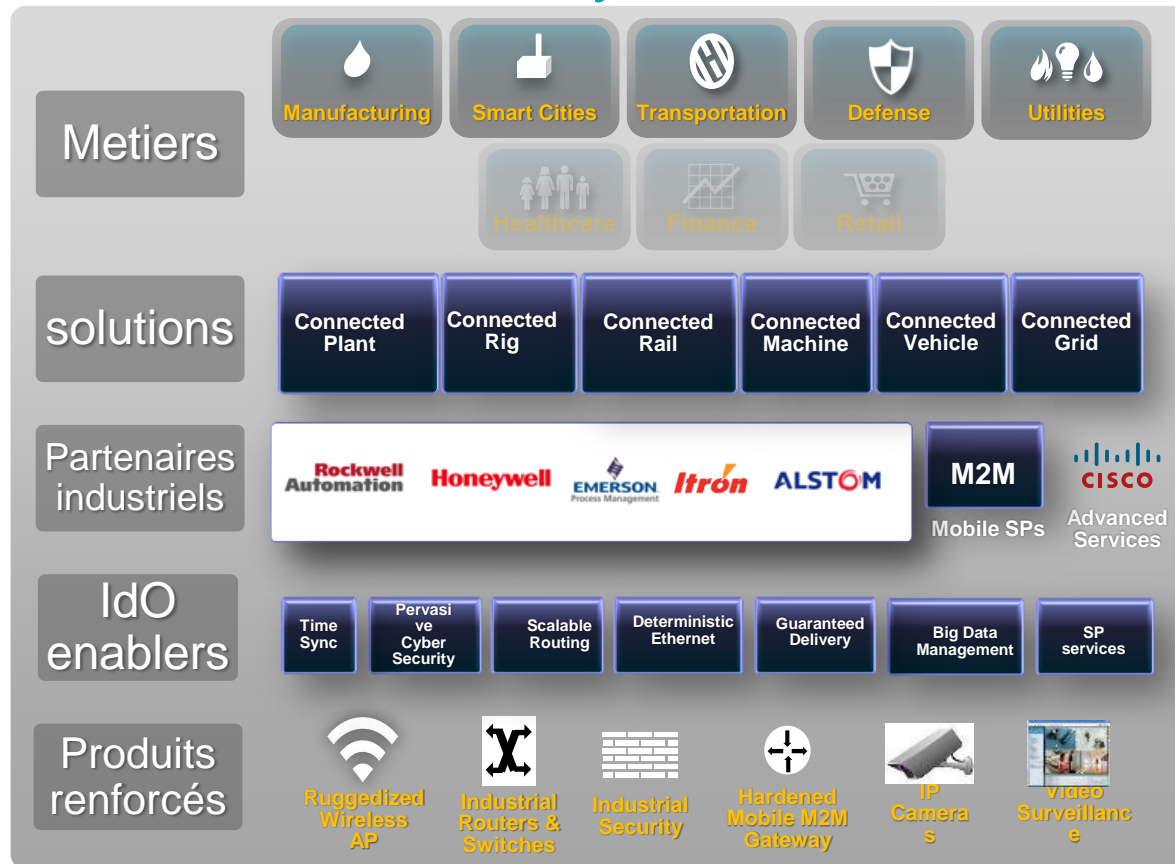 Metiers
Manufacturing
Smart Cities
Transportation
Defense
Utilities
Healthcare
Finance
Retail
solutions
Connected
Plant
Connected
Rig
Connected
Rail
Connected
Machine
Connected
Vehicle
Connected
Grid
Partenaires
industriels
Rockwell
Automation
Honeywell
EMERSON
Process Management
Itron
ALSTOM
M2M
Mobile SPs
CISCO
Advanced
Services
IdO
enablers
Time
Sync
Pervasi
ve
Cyber
Security
Scalable
Routing
Deterministic
Ethernet
Guaranteed
Delivery
Big Data
Management
SP
services
Produits
renforcés
Ruggedized
Wireless
AP
Industrial
Routers &
Switches
Industrial
Security
Hardened
Mobile M2M
Gateway
IP
Camera
s
Video
Surveillanc
e